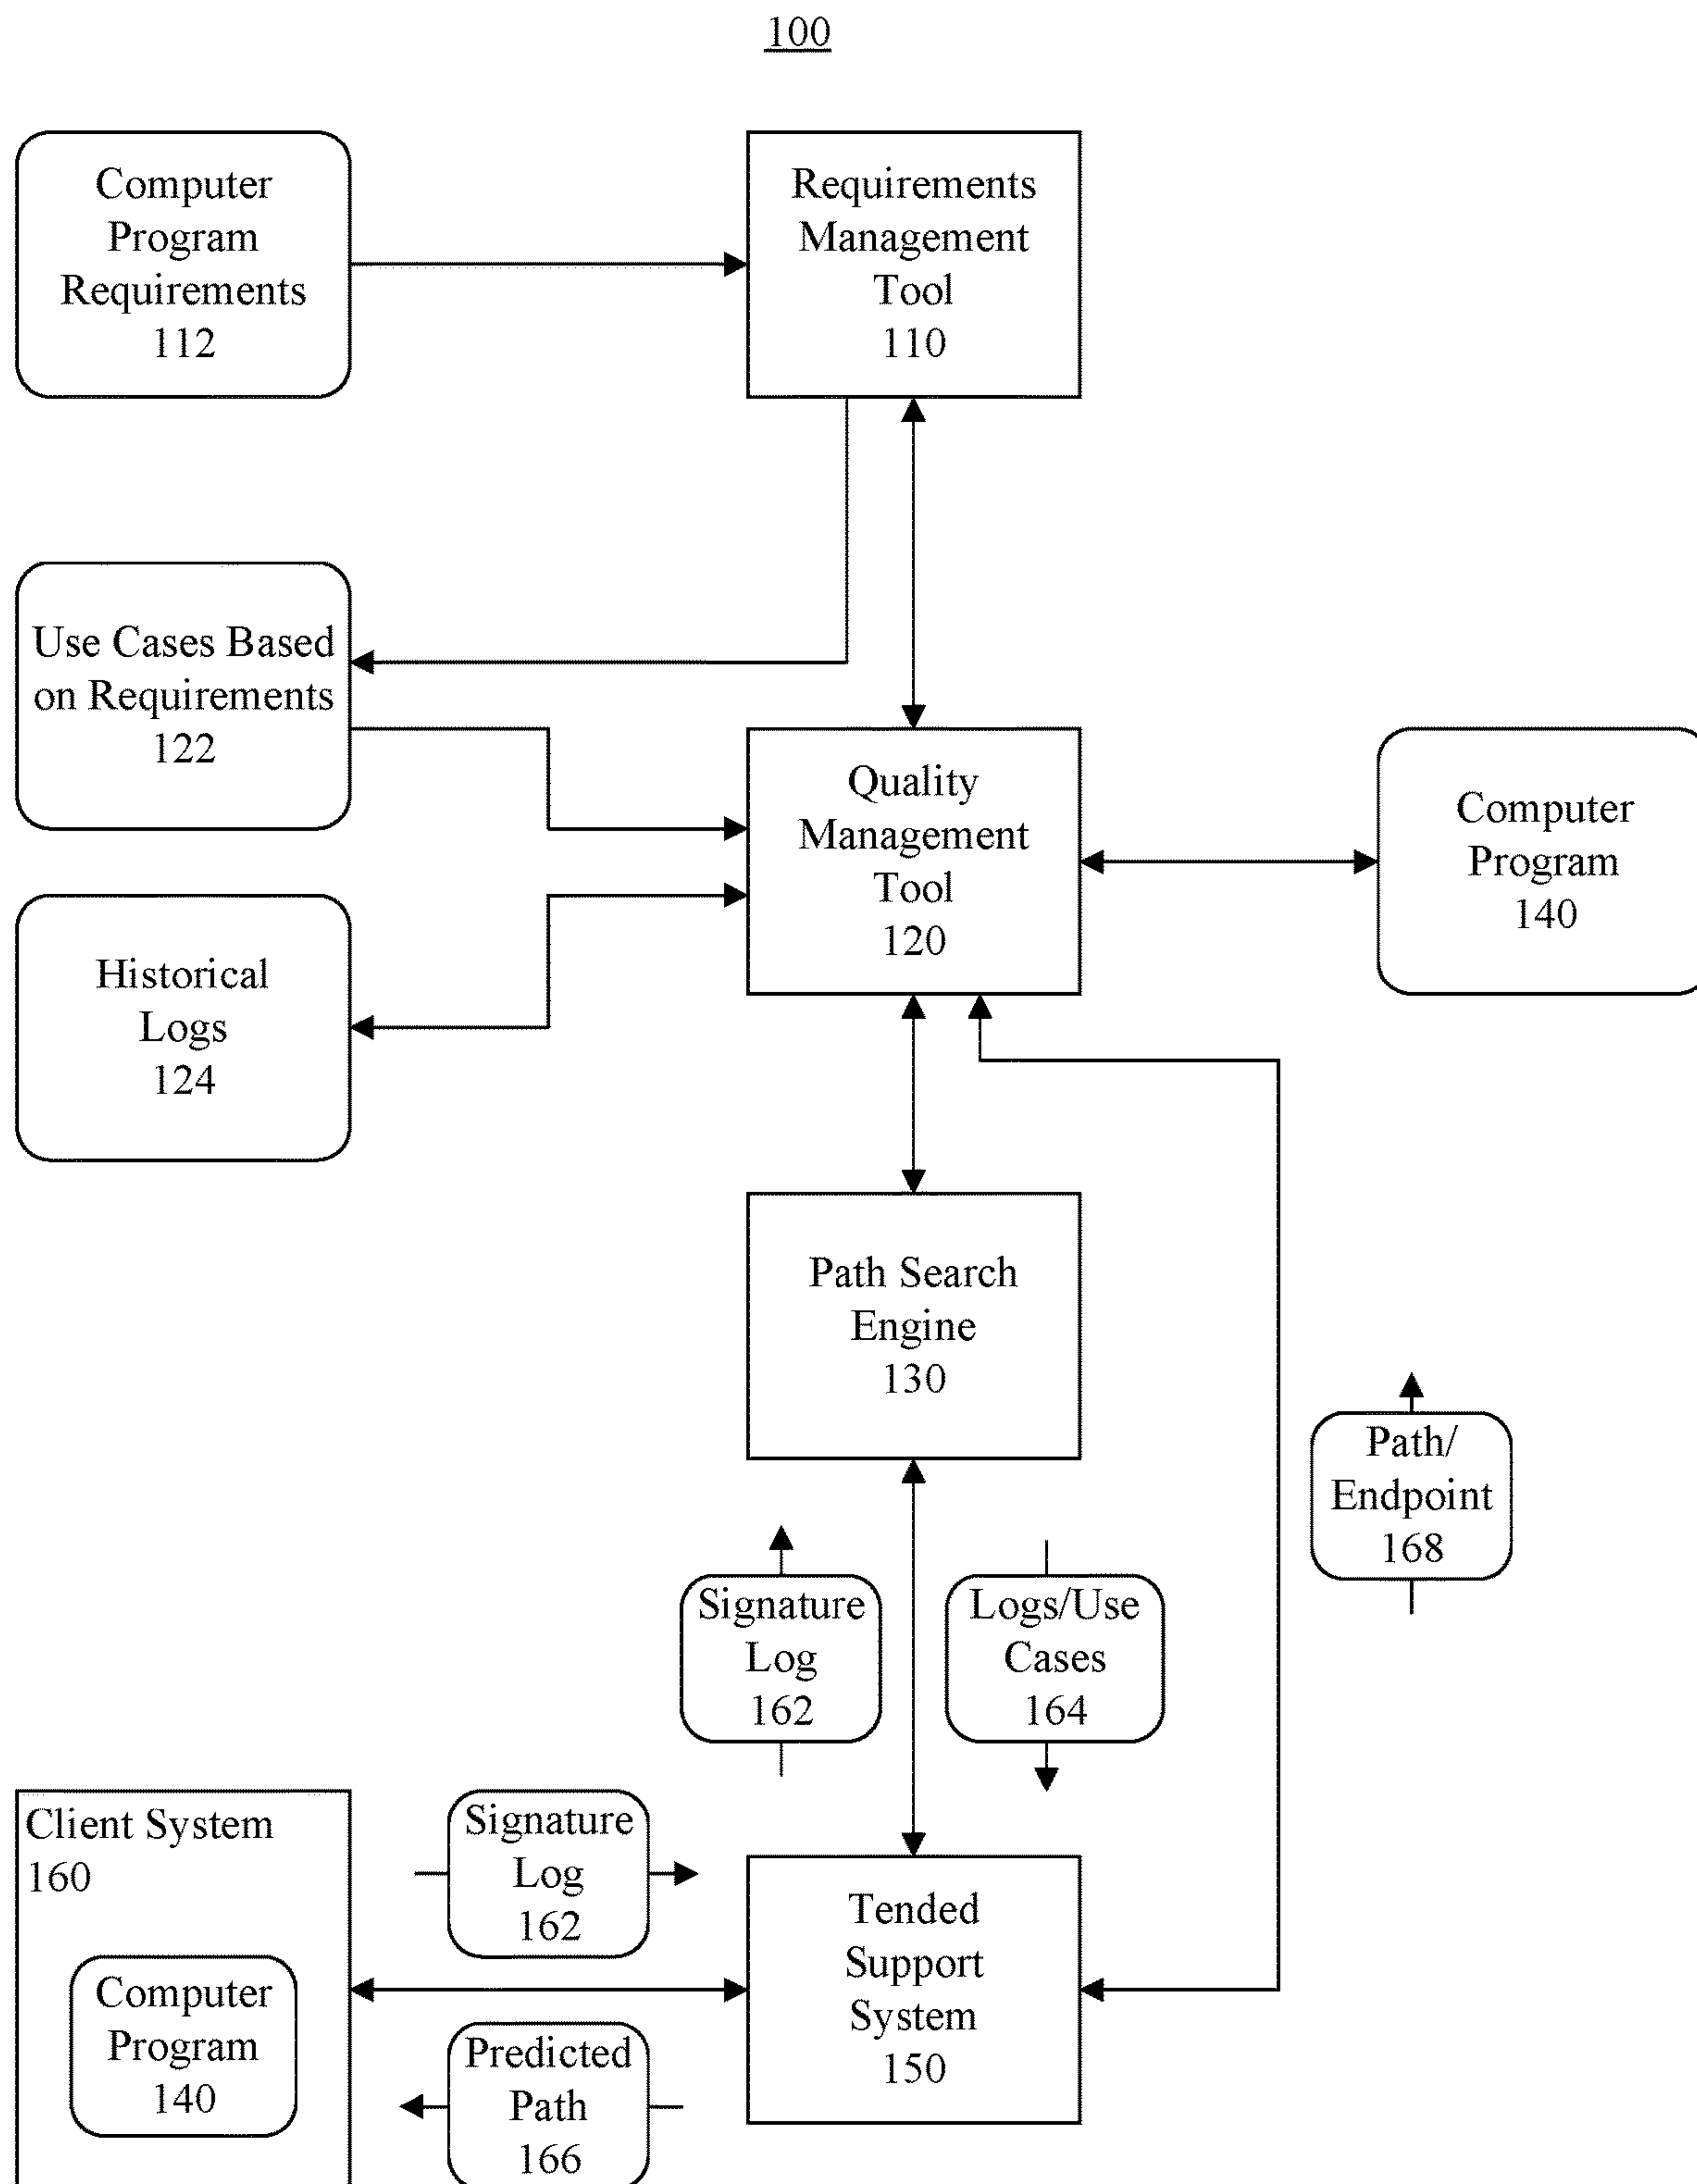 100
Computer
Program
Requirements
112
Requirements
Management
Tool
110
Use Cases Based
on Requirements
122
Quality
Management
Tool
120
Computer
Program
140
Historical
Logs
124
Path Search
Engine
130
Path/
Endpoint
168
Signature
Log
162
Logs/Use
Cases
164
Client System
160
Signature
Log
162
Computer
Program
140
Tended
Support
System
150
Predicted
Path
166